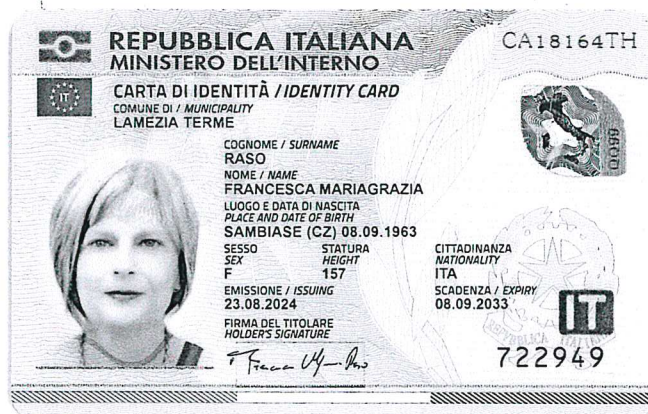 REPUBBLICA ITALIANA
CA18164TH
MINISTERO DELL'INTERNO
IT
CARTA DI IDENTITÀ / IDENTITY CARD
COMUNE DI / MUNICIPALITY
LAMEZIA TERME
COGNOME / SURNAME
RASO
NOME / NAME
FRANCESCA MARIAGRAZIA
LUOGO E DATA DI NASCITA
PLACE AND DATE OF BIRTH
SAMBIASE (CZ) 08.09.1963
SESSO STATURA CITTADINANZA
SEX HEIGHT NATIONALITY
F 157 ITA
EMISSIONE / ISSUING SCADENZA / EXPIRY
23.08.2024 08.09.2033
IT
FIRMA DEL TITOLARE
HOLDER'S SIGNATURE
REPUBBLICA ITALIANA
722949